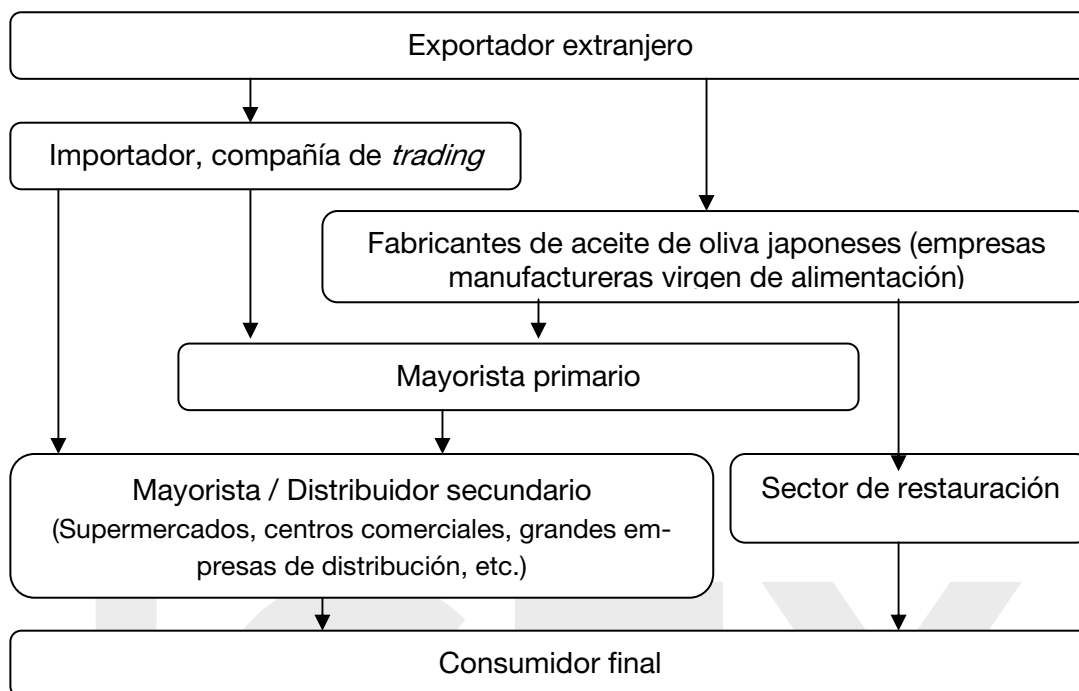 Exportador extranjero
Importador, compañía de trading
Fabricantes de aceite de oliva japoneses (empresas
manufactureras virgen de alimentación)
Mayorista primario
Mayorista / Distribuidor secundario
(Supermercados, centros comerciales, grandes em-
presas de distribución, etc.)
Sector de restauración
Consumidor final